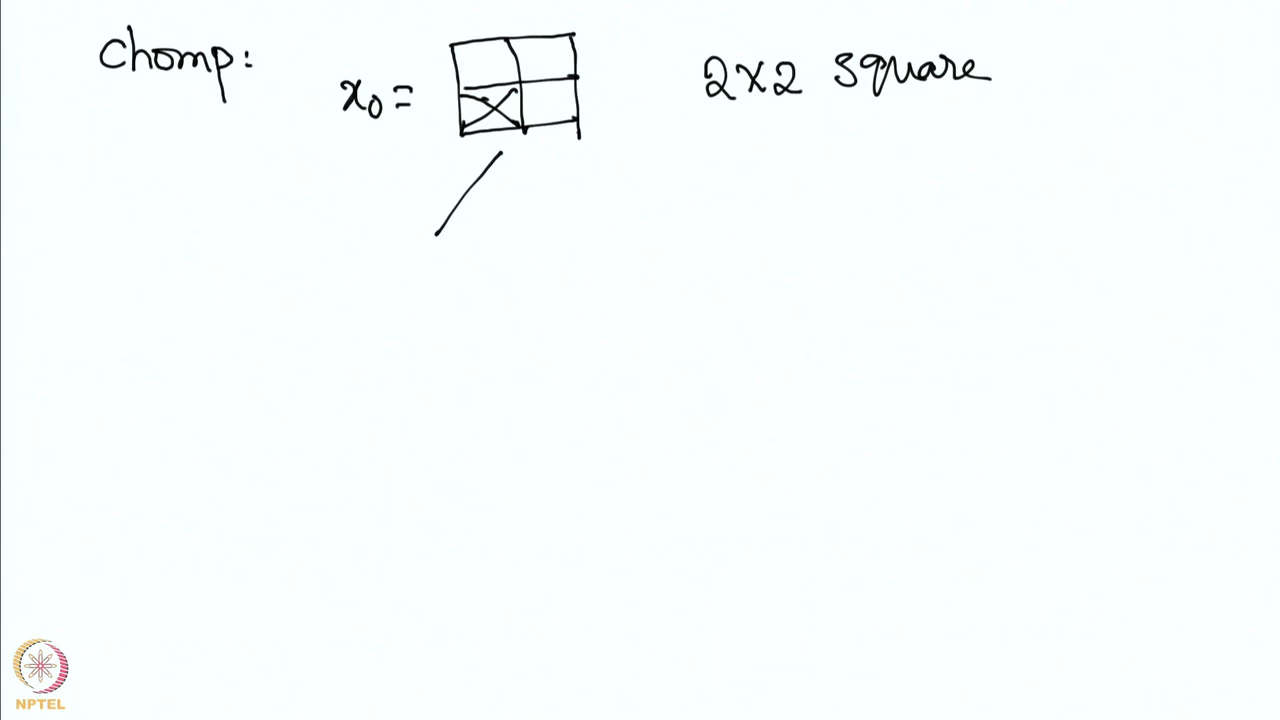 Chomp:
x₀ =
2x2 square
NPTEL